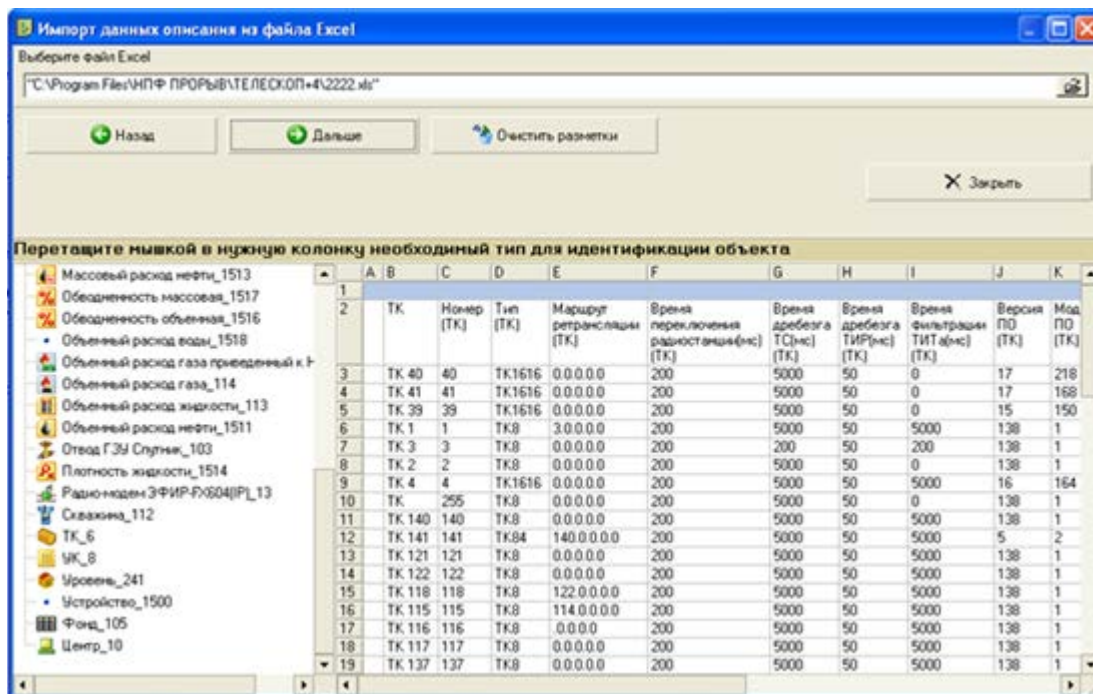 Импорт данных описания из файла Excel
Выберите файл Excel
"C:\Program Files\НПФ ПРОРЫВ\ТЕЛЕСКОП+4\2222.xls"
Назад Дальше Очистить разметки
Закрыть
Перетащите мышкой в нужную колонку необходимый тип для идентификации объекта
Массовый расход нефти_1513
Обводненность массовая_1517
Обводненность объемная_1516
Объемный расход воды_1518
Объемный расход газа приведенный к Н
Объемный расход газа_114
Объемный расход жидкости_113
Объемный расход нефти_1511
Отвод ГЗУ Спутник_103
Плотность жидкости_1514
Радио-модем ЭФИР-FX604(IP)_13
Скважина_112
ТК_6
УК_8
Уровень_241
Устройство_1500
Фонд_105
Центр_10
A B C D E F G H I J K
1
2 ТК Номер (ТК) Тип (ТК) Маршрут ретрансляции (ТК) Время переключения радиостанции(мс) (ТК) Время дребезга ТС(мс) (ТК) Время дребезга ТИР(мс) (ТК) Время фильтрации ТИТа(мс) (ТК) Версия ПО (ТК) Мод ПО (ТК)
3 ТК 40 40 ТК1616 0.0.0.0.0 200 5000 50 0 17 218
4 ТК 41 41 ТК1616 0.0.0.0.0 200 5000 50 0 17 168
5 ТК 39 39 ТК1616 0.0.0.0.0 200 5000 50 0 15 150
6 ТК 1 1 ТК8 3.0.0.0.0 200 5000 50 5000 138 1
7 ТК 3 3 ТК8 0.0.0.0.0 200 200 50 200 138 1
8 ТК 2 2 ТК8 0.0.0.0.0 200 5000 50 0 138 1
9 ТК 4 4 ТК1616 0.0.0.0.0 200 5000 50 5000 16 164
10 ТК 255 ТК8 0.0.0.0.0 200 5000 50 0 138 1
11 ТК 140 140 ТК8 0.0.0.0.0 200 5000 50 5000 138 1
12 ТК 141 141 ТК84 140.0.0.0.0 200 5000 50 5000 5 2
13 ТК 121 121 ТК8 0.0.0.0.0 200 5000 50 5000 138 1
14 ТК 122 122 ТК8 0.0.0.0.0 200 5000 50 5000 138 1
15 ТК 118 118 ТК8 122.0.0.0.0 200 5000 50 5000 138 1
16 ТК 115 115 ТК8 114.0.0.0.0 200 5000 50 5000 138 1
17 ТК 116 116 ТК8 .0.0.0.0 200 5000 50 5000 138 1
18 ТК 117 117 ТК8 0.0.0.0.0 200 5000 50 5000 138 1
19 ТК 137 137 ТК8 0.0.0.0.0 200 5000 50 5000 138 1